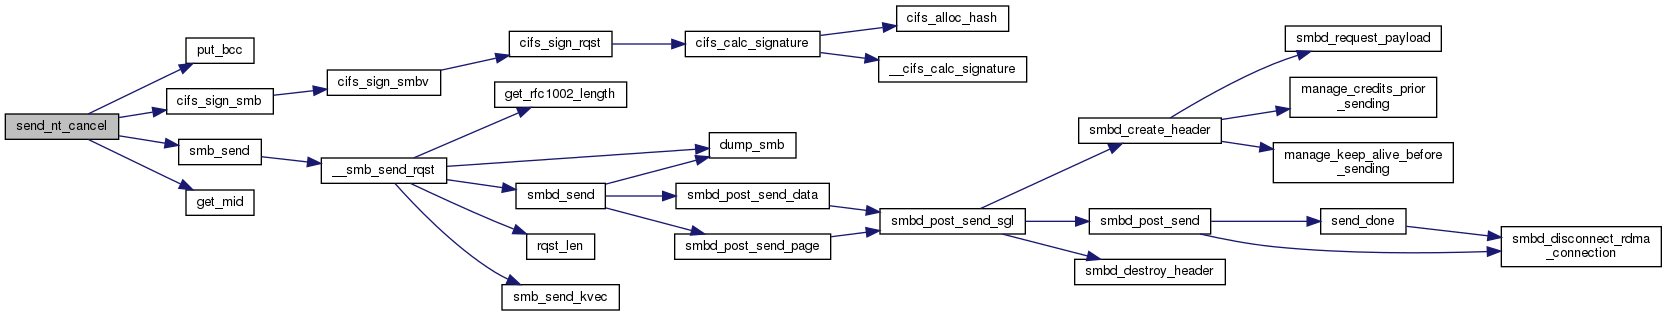 send_nt_cancel
put_bcc
cifs_sign_smb
smb_send
get_mid
cifs_sign_smbv
__smb_send_rqst
cifs_sign_rqst
get_rfc1002_length
smbd_send
rqst_len
smb_send_kvec
cifs_calc_signature
dump_smb
smbd_post_send_data
smbd_post_send_page
cifs_alloc_hash
__cifs_calc_signature
smbd_post_send_sgl
smbd_create_header
smbd_post_send
smbd_destroy_header
smbd_request_payload
manage_credits_prior
_sending
manage_keep_alive_before
_sending
send_done
smbd_disconnect_rdma
_connection